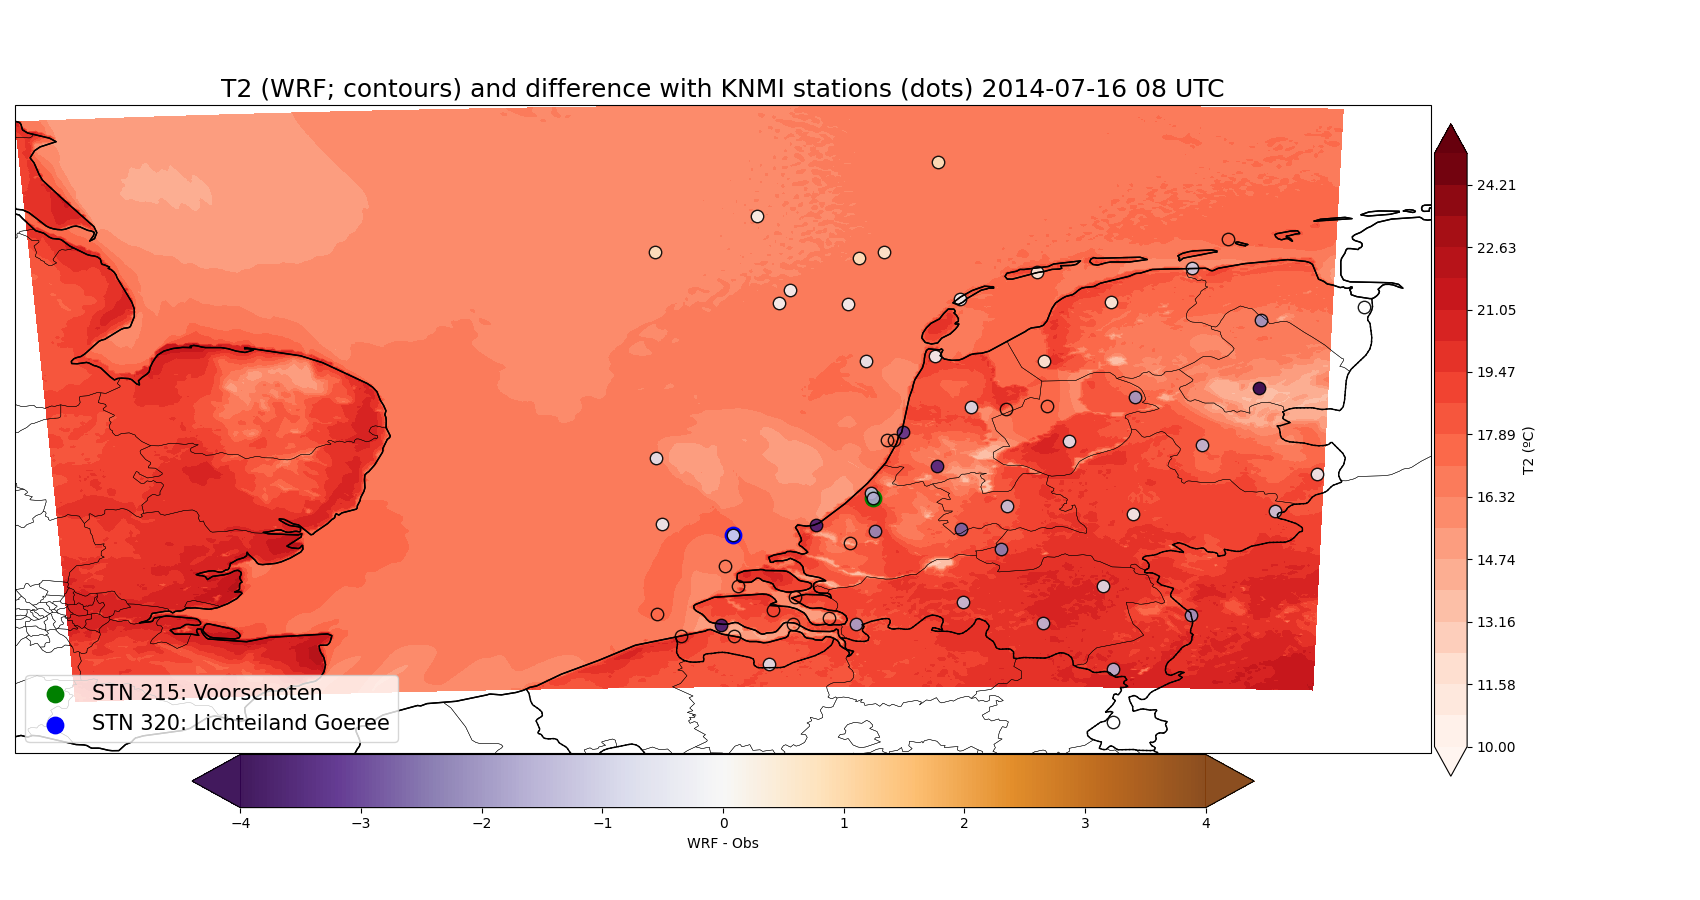 T2 (WRF; contours) and difference with KNMI stations (dots) 2014-07-16 08 UTC
24.21
22.63
21.05
19.47
17.89
16.32
14.74
13.16
11.58
10.00
T2 (ºC)
STN 215: Voorschoten
STN 320: Lichteiland Goeree
−4 −3 −2 −1 0 1 2 3 4
WRF - Obs